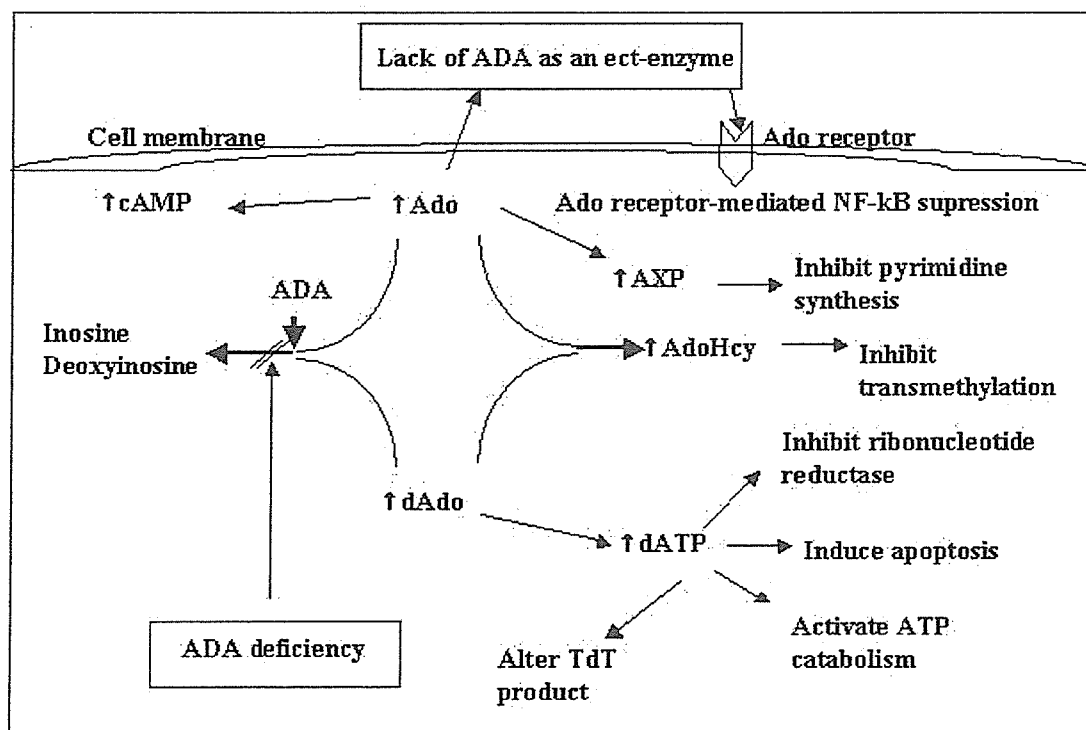 Lack of ADA as an ect-enzyme
Cell membrane
Ado receptor
↑cAMP
↑Ado
Ado receptor-mediated NF-kB supression
↑AXP
Inhibit pyrimidine
synthesis
ADA
Inosine
Deoxyinosine
↑AdoHcy
Inhibit
transmethylation
Inhibit ribonucleotide
reductase
↑dAdo
↑dATP
Induce apoptosis
ADA deficiency
Alter TdT
product
Activate ATP
catabolism